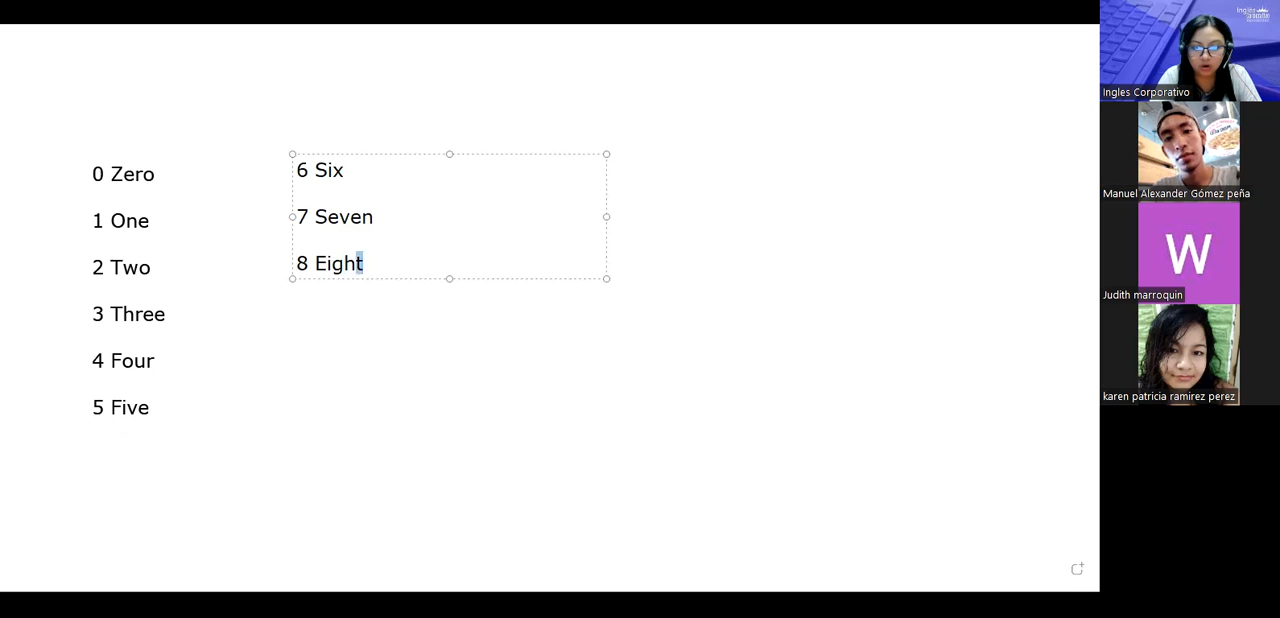 0 Zero
1 One
2 Two
3 Three
4 Four
5 Five
6 Six
7 Seven
8 Eight
Ingles Corporativo
Manuel Alexander Gómez peña
W
Judith marroquin
karen patricia ramirez perez